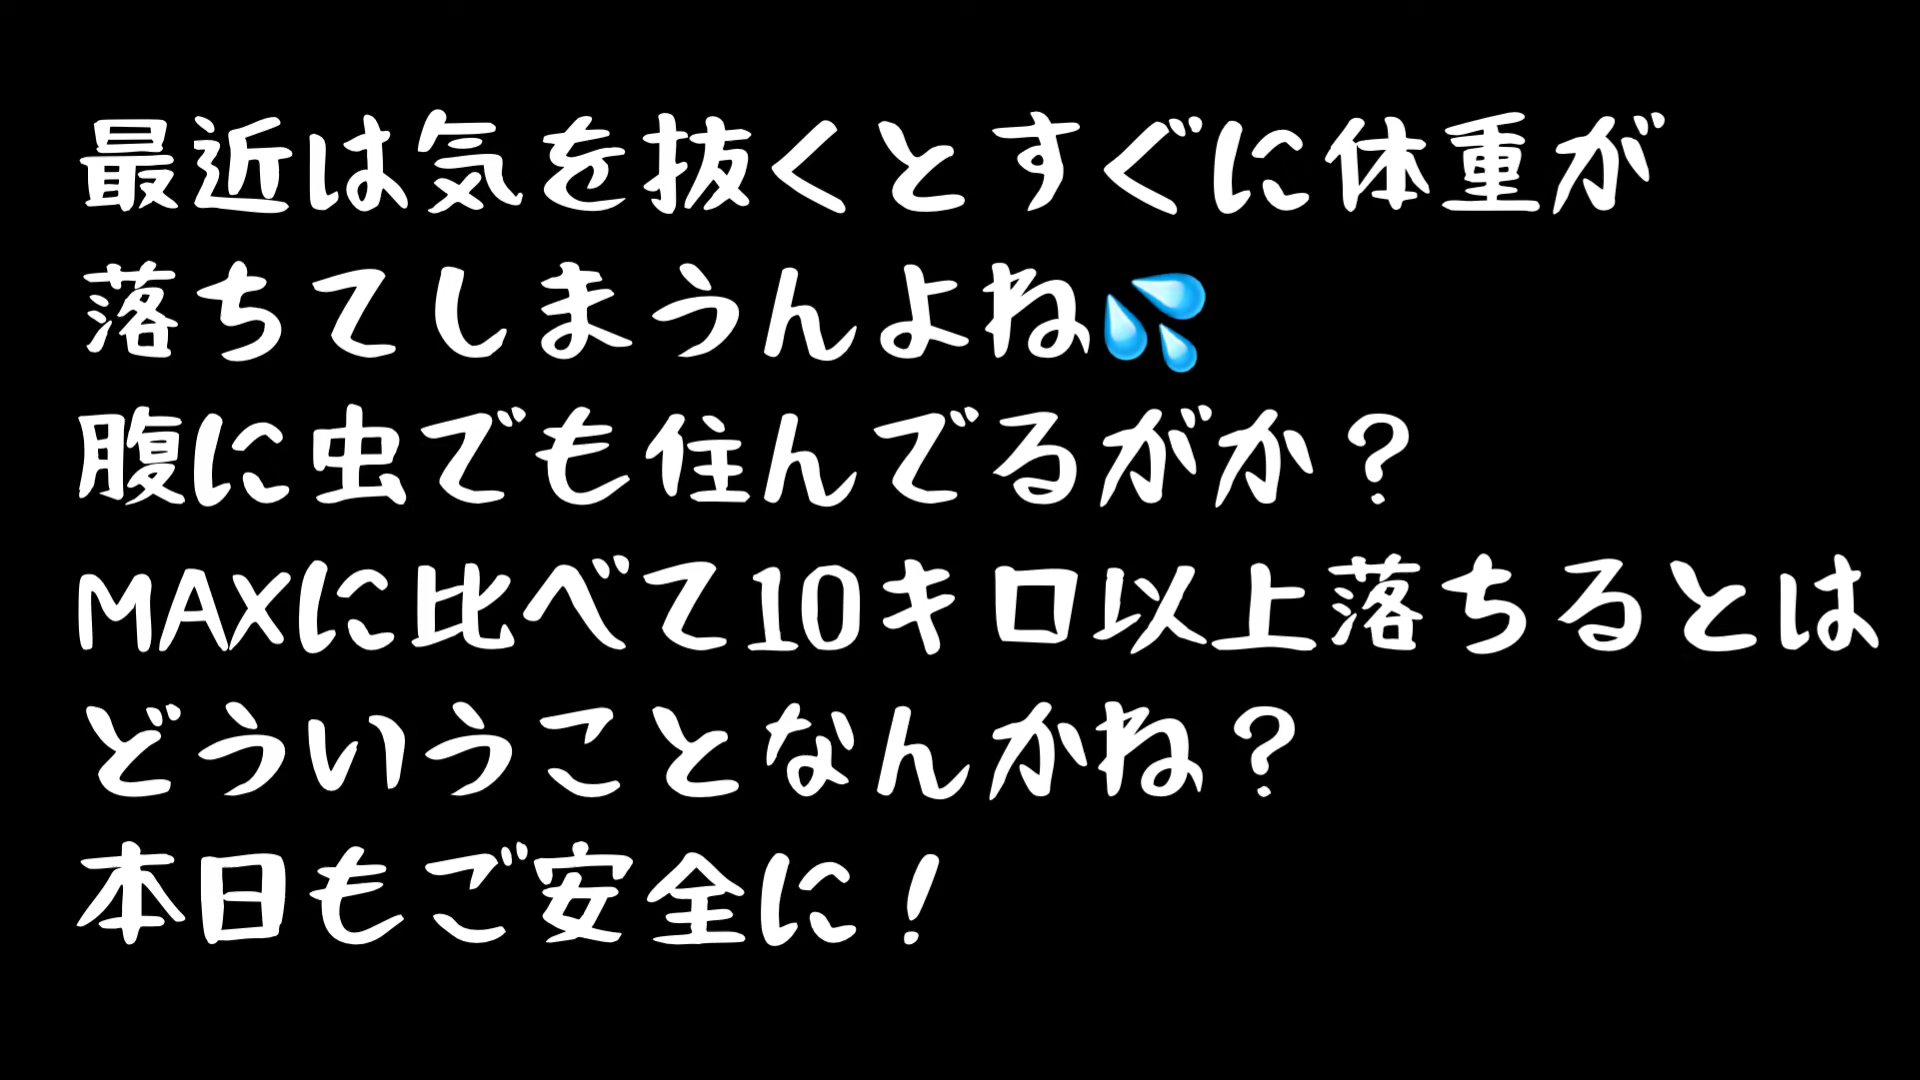 最近は気を抜くとすぐに体重が
落ちてしまうんよね💦
腹に虫でも住んでるがか？
MAXに比べて10キロ以上落ちるとは
どういうことなんかね？
本日もご安全に！